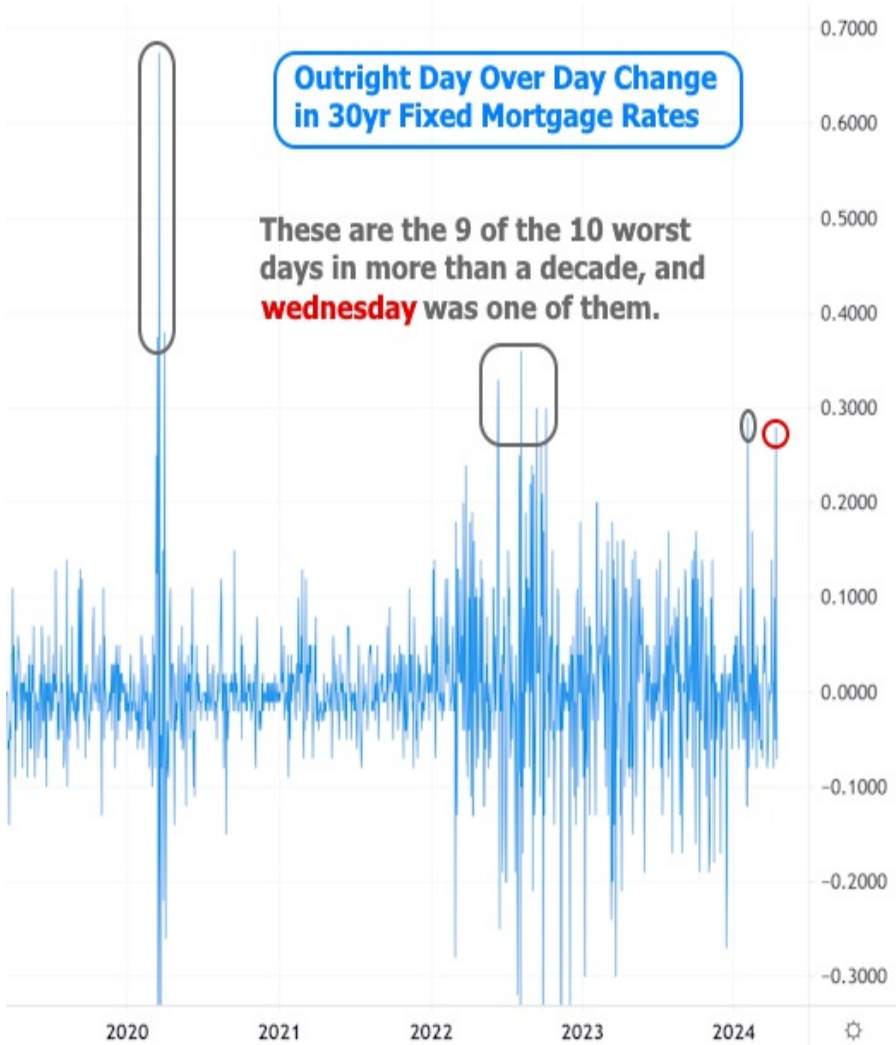 0.7000
Outright Day Over Day Change
in 30yr Fixed Mortgage Rates
0.6000
These are the 9 of the 10 worst
days in more than a decade, and
wednesday was one of them.
0.5000
0.4000
0.3000
0.2000
0.1000
0.0000
-0.1000
-0.2000
-0.3000
2020 2021 2022 2023 2024